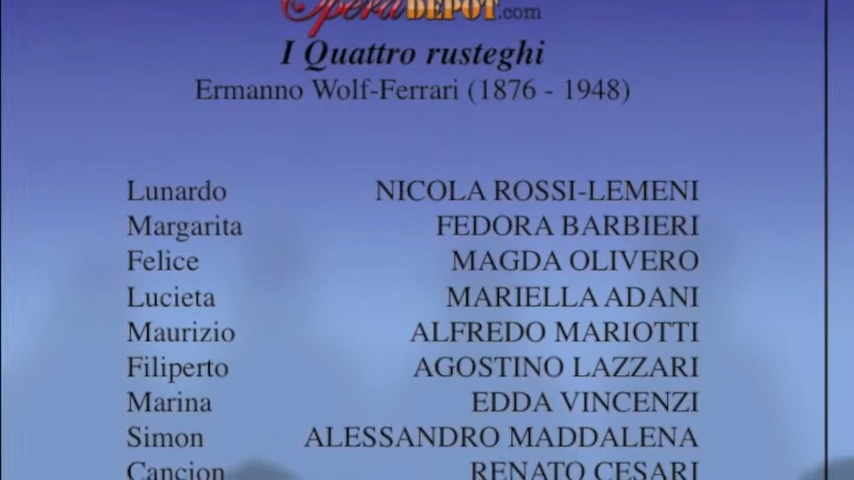 OperaDEPOT.com
I Quattro rusteghi
Ermanno Wolf-Ferrari (1876 - 1948)
Lunardo NICOLA ROSSI-LEMENI
Margarita FEDORA BARBIERI
Felice MAGDA OLIVERO
Lucieta MARIELLA ADANI
Maurizio ALFREDO MARIOTTI
Filiperto AGOSTINO LAZZARI
Marina EDDA VINCENZI
Simon ALESSANDRO MADDALENA
Cancion RENATO CESARI